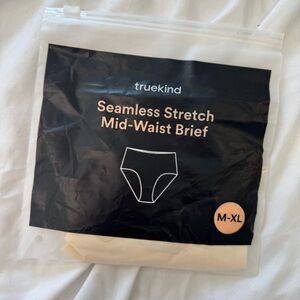 truekind
Seamless Stretch
Mid-Waist Brief
M-XL